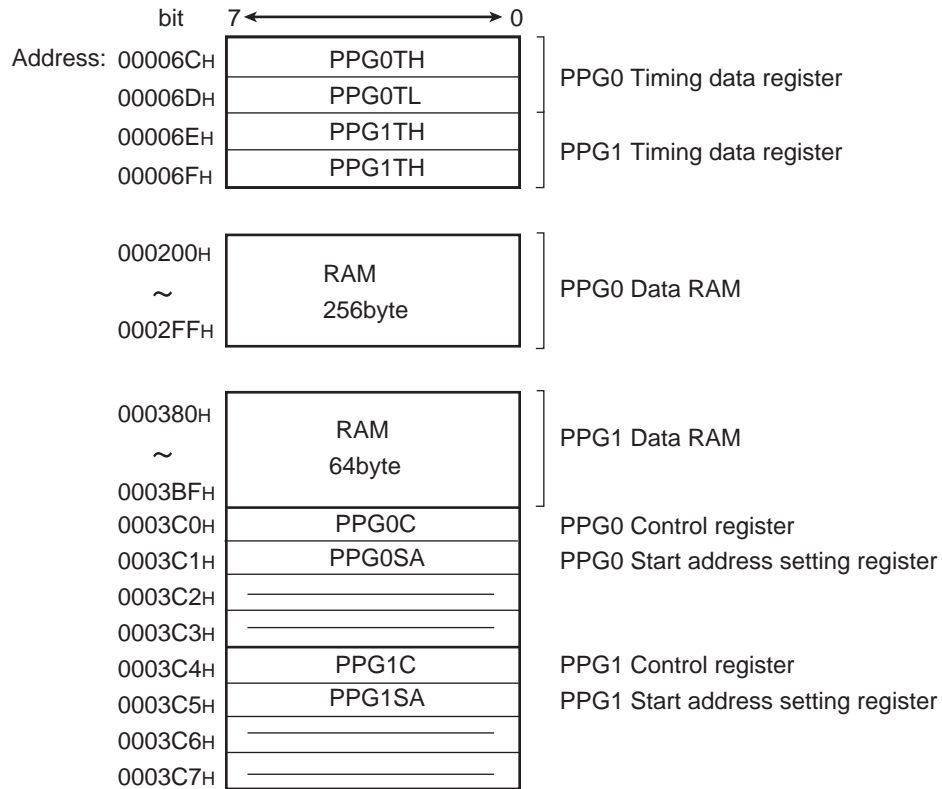 bit 7 0
Address: 00006CH PPG0TH
PPG0 Timing data register
00006DH PPG0TL
00006EH PPG1TH
PPG1 Timing data register
00006FH PPG1TH
000200H
RAM
~ PPG0 Data RAM
256byte
0002FFH
000380H
RAM
PPG1 Data RAM
~
64byte
0003BFH
0003C0H PPG0C PPG0 Control register
0003C1H PPG0SA PPG0 Start address setting register
0003C2H
0003C3H
0003C4H PPG1C PPG1 Control register
0003C5H PPG1SA PPG1 Start address setting register
0003C6H
0003C7H